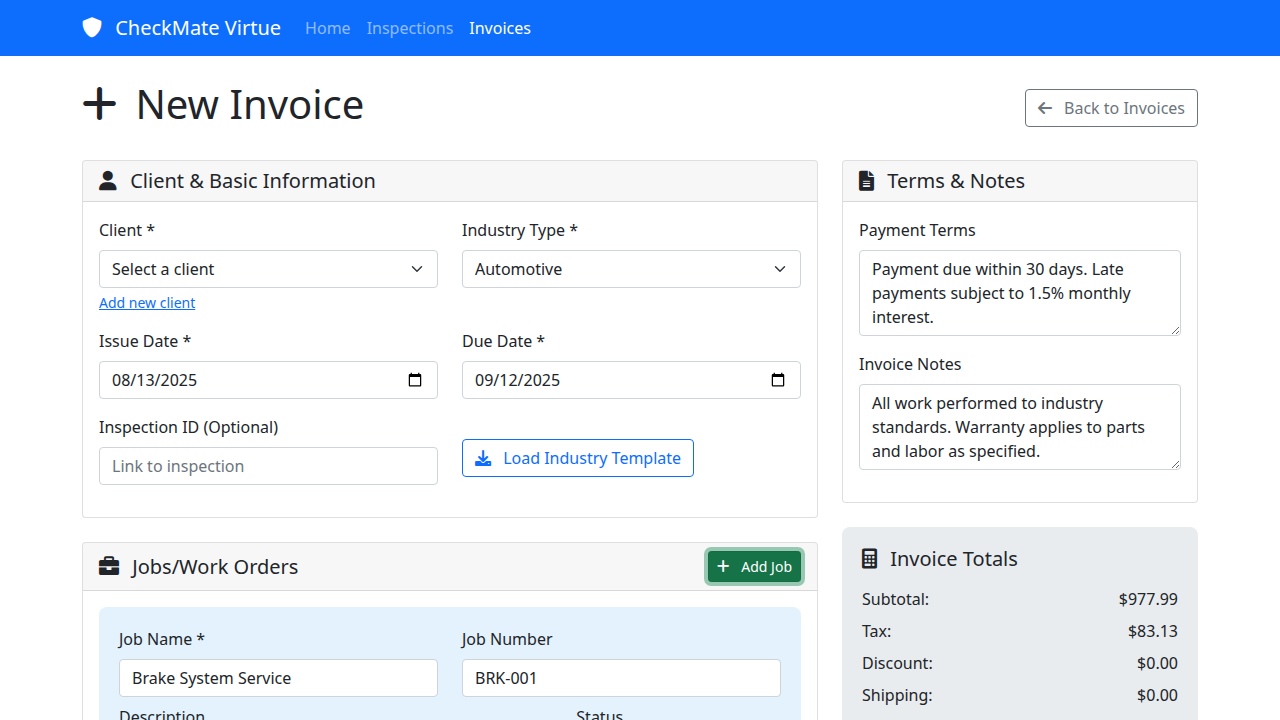 CheckMate Virtue Home Inspections Invoices
New Invoice
Back to Invoices
Client & Basic Information
Client *
Industry Type *
Select a client
Automotive
Add new client
Issue Date *
Due Date *
08/13/2025
09/12/2025
Inspection ID (Optional)
Link to inspection
Load Industry Template
Jobs/Work Orders
Add Job
Job Name *
Job Number
Brake System Service
BRK-001
Description
Status
Terms & Notes
Payment Terms
Payment due within 30 days. Late
payments subject to 1.5% monthly
interest.
Invoice Notes
All work performed to industry
standards. Warranty applies to parts
and labor as specified.
Invoice Totals
Subtotal: $977.99
Tax: $83.13
Discount: $0.00
Shipping: $0.00